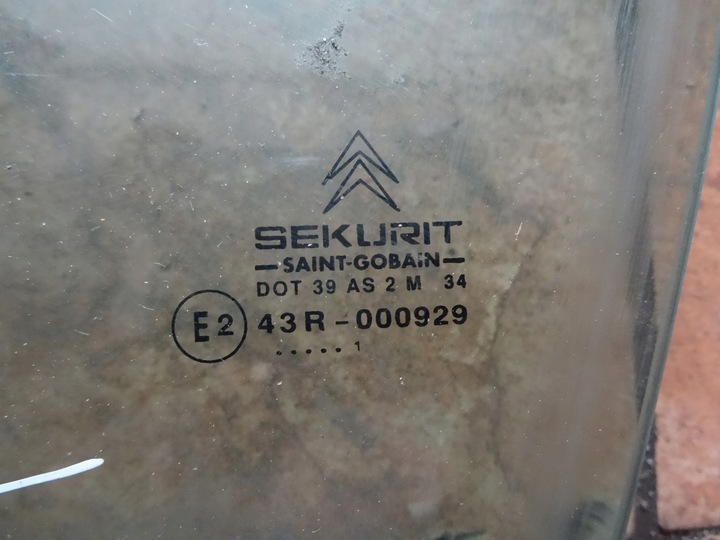 SEKURIT
SAINT-GOBAIN
DOT 39 AS 2 M 34
E2 43R-000929
..... 1